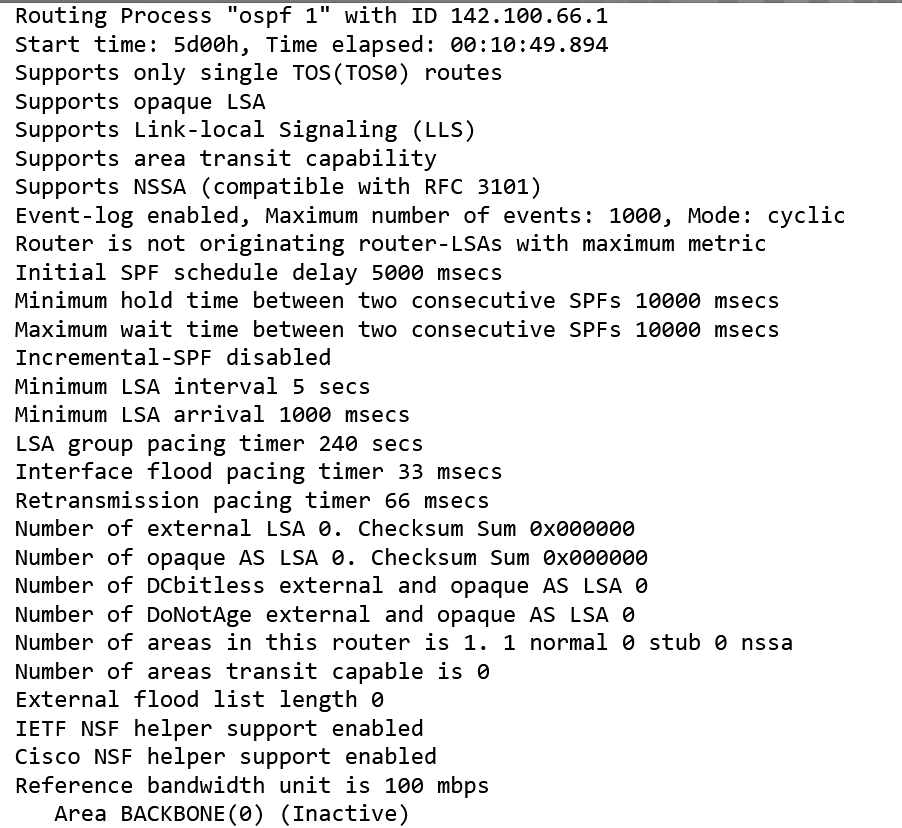 Routing Process "ospf 1" with ID 142.100.66.1
Start time: 5d00h, Time elapsed: 00:10:49.894
Supports only single TOS(TOS0) routes
Supports opaque LSA
Supports Link-local Signaling (LLS)
Supports area transit capability
Supports NSSA (compatible with RFC 3101)
Event-log enabled, Maximum number of events: 1000, Mode: cyclic
Router is not originating router-LSAs with maximum metric
Initial SPF schedule delay 5000 msecs
Minimum hold time between two consecutive SPFs 10000 msecs
Maximum wait time between two consecutive SPFs 10000 msecs
Incremental-SPF disabled
Minimum LSA interval 5 secs
Minimum LSA arrival 1000 msecs
LSA group pacing timer 240 secs
Interface flood pacing timer 33 msecs
Retransmission pacing timer 66 msecs
Number of external LSA 0. Checksum Sum 0x000000
Number of opaque AS LSA 0. Checksum Sum 0x000000
Number of DCbitless external and opaque AS LSA 0
Number of DoNotAge external and opaque AS LSA 0
Number of areas in this router is 1. 1 normal 0 stub 0 nssa
Number of areas transit capable is 0
External flood list length 0
IETF NSF helper support enabled
Cisco NSF helper support enabled
Reference bandwidth unit is 100 mbps
Area BACKBONE(0) (Inactive)